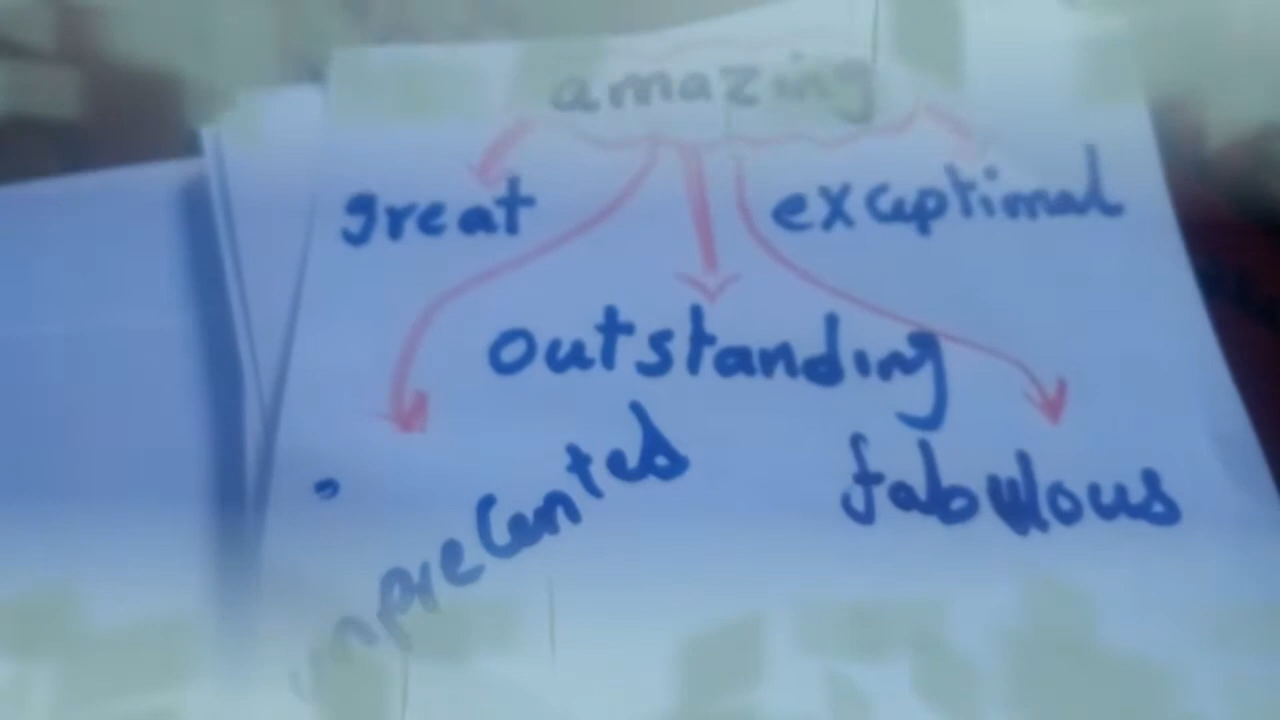 amazing
great
exceptional
outstanding
fabulous